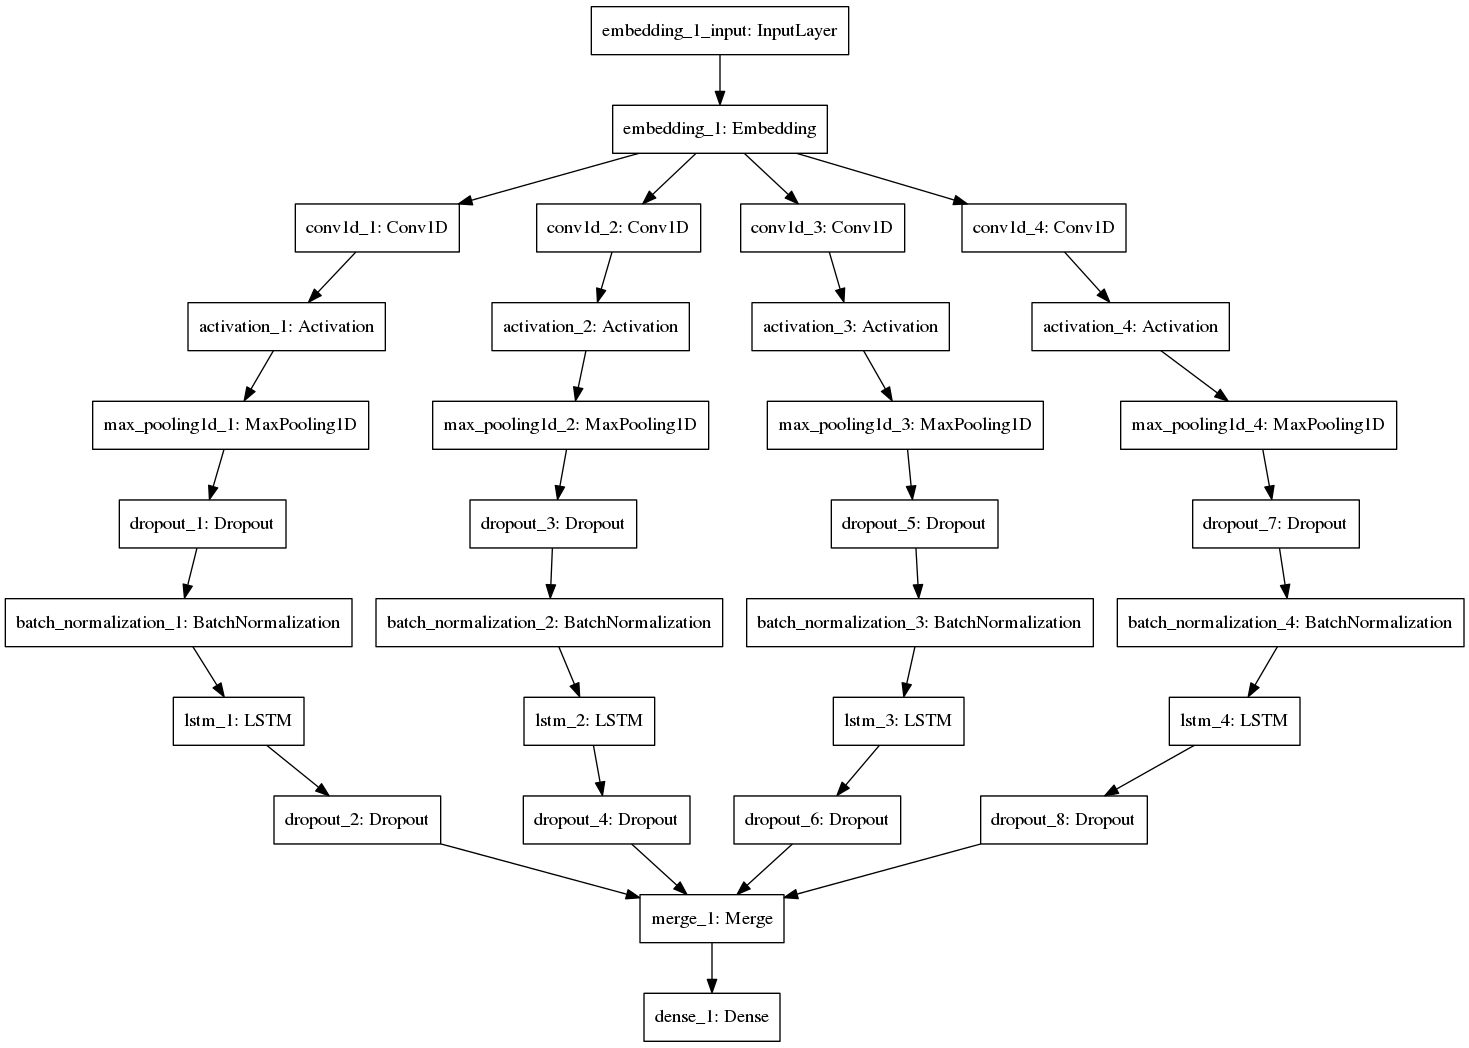 embedding_1_input: InputLayer
embedding_1: Embedding
conv1d_1: Conv1D
conv1d_2: Conv1D
conv1d_3: Conv1D
conv1d_4: Conv1D
activation_1: Activation
activation_2: Activation
activation_3: Activation
activation_4: Activation
max_pooling1d_1: MaxPooling1D
max_pooling1d_2: MaxPooling1D
max_pooling1d_3: MaxPooling1D
max_pooling1d_4: MaxPooling1D
dropout_1: Dropout
dropout_3: Dropout
dropout_5: Dropout
dropout_7: Dropout
batch_normalization_1: BatchNormalization
batch_normalization_2: BatchNormalization
batch_normalization_3: BatchNormalization
batch_normalization_4: BatchNormalization
lstm_1: LSTM
lstm_2: LSTM
lstm_3: LSTM
lstm_4: LSTM
dropout_2: Dropout
dropout_4: Dropout
dropout_6: Dropout
dropout_8: Dropout
merge_1: Merge
dense_1: Dense